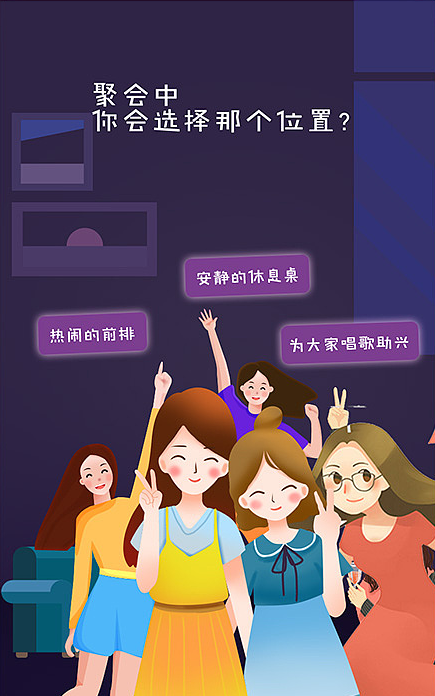 聚会中
你会选择那个位置?
安静的休息桌
热闹的前排
为大家唱歌助兴